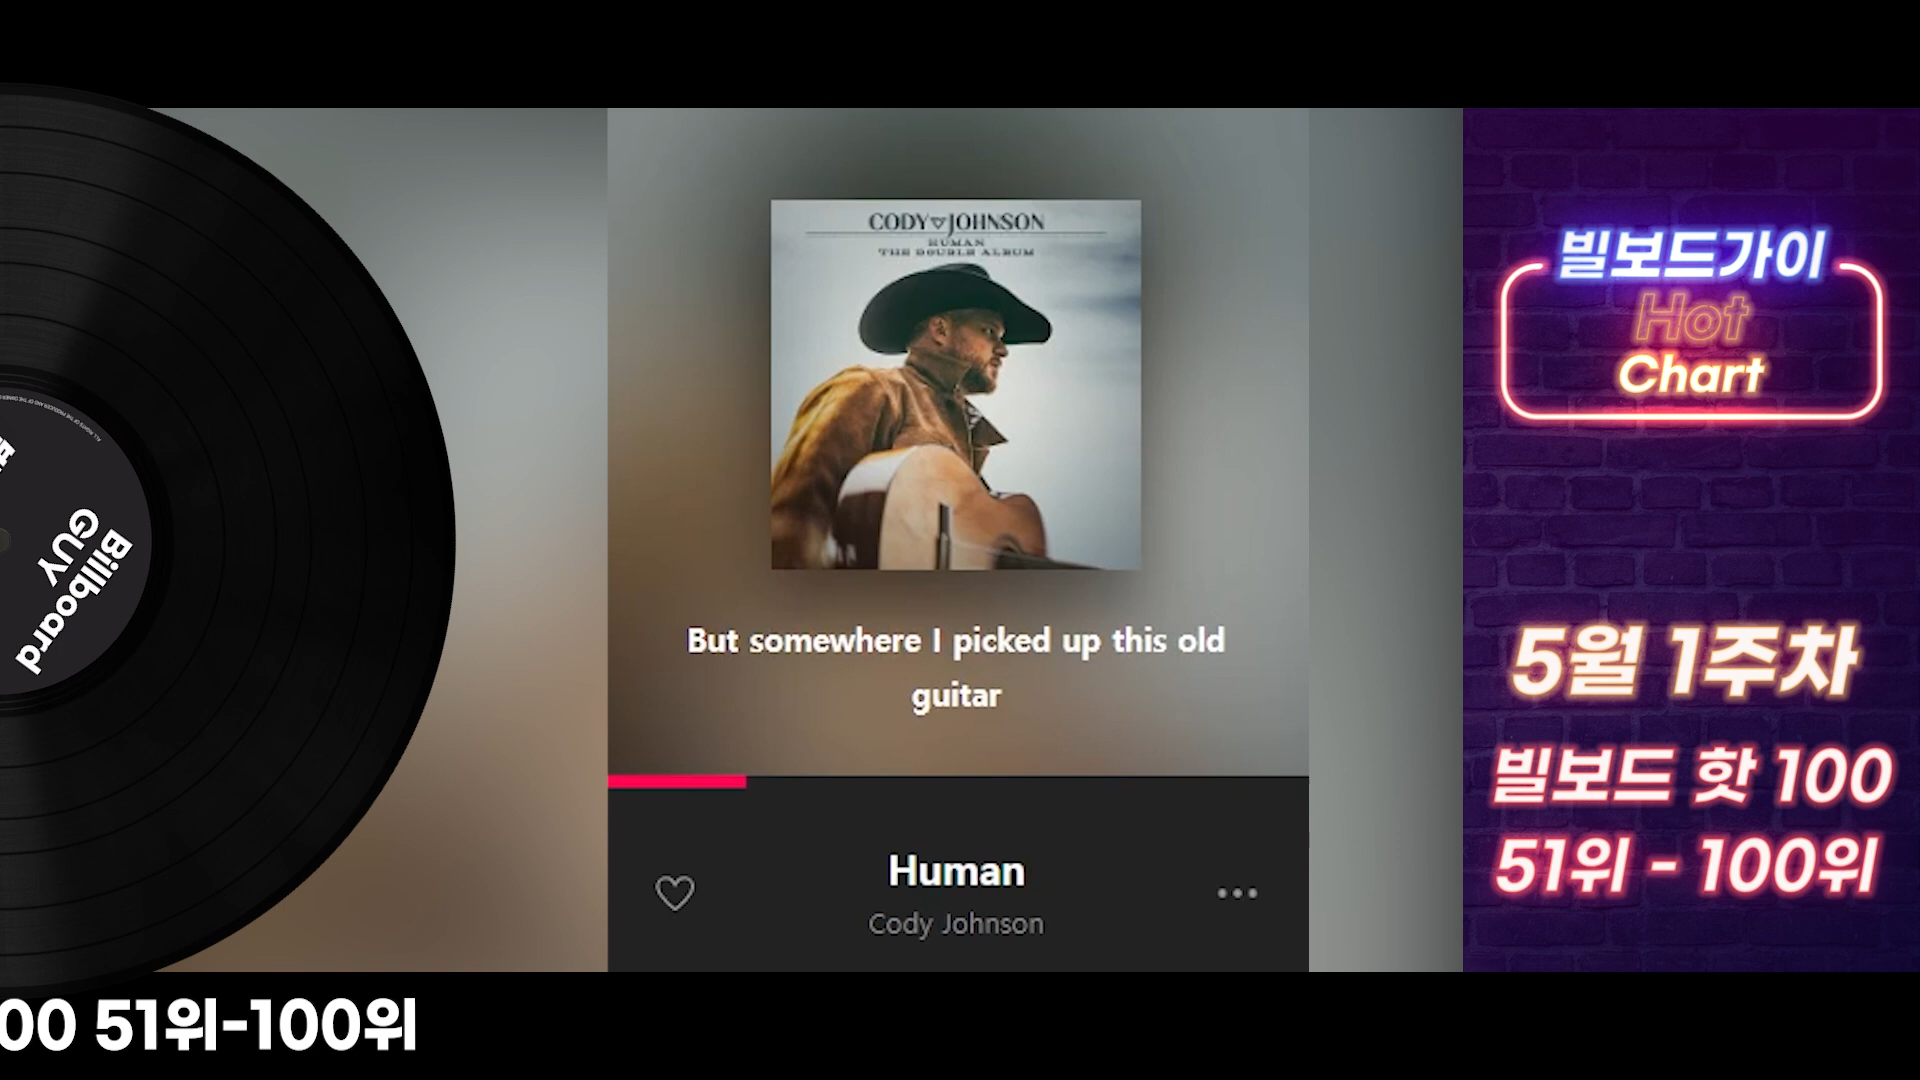 CODY JOHNSON
HUMAN
THE DOUBLE ALBUM
But somewhere I picked up this old
guitar
Human
Cody Johnson
빌보드가이
Hot
Chart
5월 1주차
빌보드 핫 100
51위 - 100위
Billboard
GUY
00 51위-100위